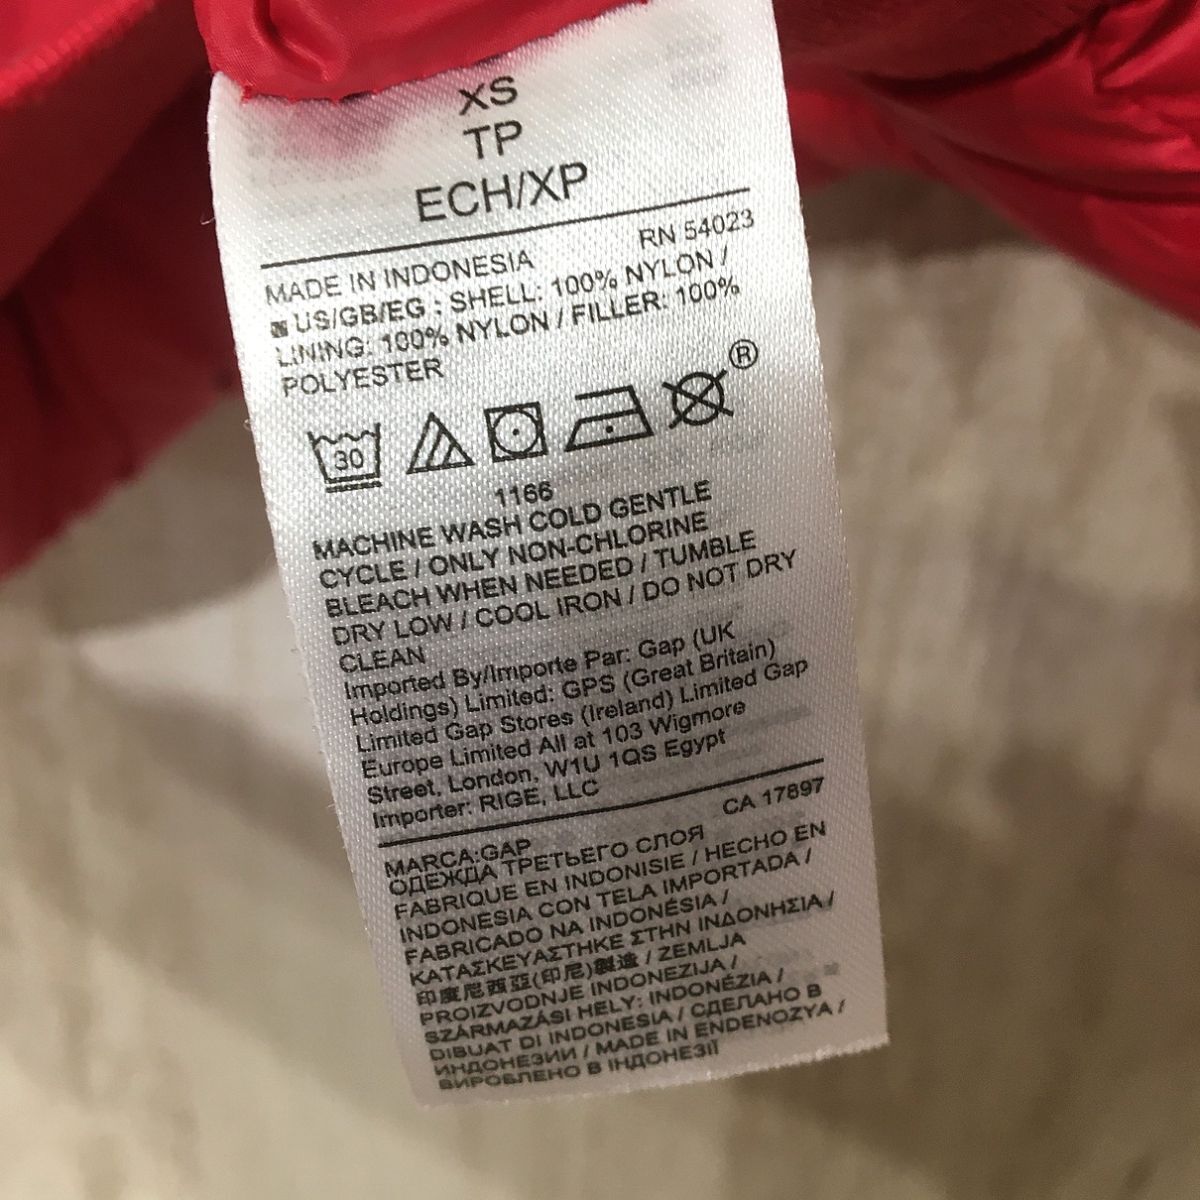 XS
TP
ECH/XP
RN 54023
MADE IN INDONESIA
US/GB/EG : SHELL: 100% NYLON /
LINING: 100% NYLON / FILLER: 100%
POLYESTER
30
®
1166
MACHINE WASH COLD GENTLE
CYCLE / ONLY NON-CHLORINE
BLEACH WHEN NEEDED / TUMBLE
DRY LOW / COOL IRON / DO NOT DRY
CLEAN
Imported By/Importe Par: Gap (UK
Holdings) Limited: GPS (Great Britain)
Limited Gap Stores (Ireland) Limited Gap
Europe Limited All at 103 Wigmore
Street, London, W1U 1QS Egypt
Importer: RIGE, LLC
CA 17897
MARCA:GAP
ОДЕЖДА ТРЕТЬЕГО СЛОЯ
FABRIQUE EN INDONISIE / HECHO EN
INDONESIA CON TELA IMPORTADA /
FABRICADO NA INDONÉSIA /
ΚΑΤΑΣΚΕΥΑΣΤΗΚΕ ΣΤΗΝ ΙΝΔΟΝΗΣΙΑ /
印度尼西亞(印尼)製造 / ZEMLJA
PROIZVODNJE INDONEZIJA /
SZÁRMAZÁSI HELY: INDONÉZIA /
DIBUAT DI INDONESIA / СДЕЛАНО В
ИНДОНЕЗИИ / MADE IN ENDENOZYA /
ВИРОБЛЕНО В ІНДОНЕЗІЇ